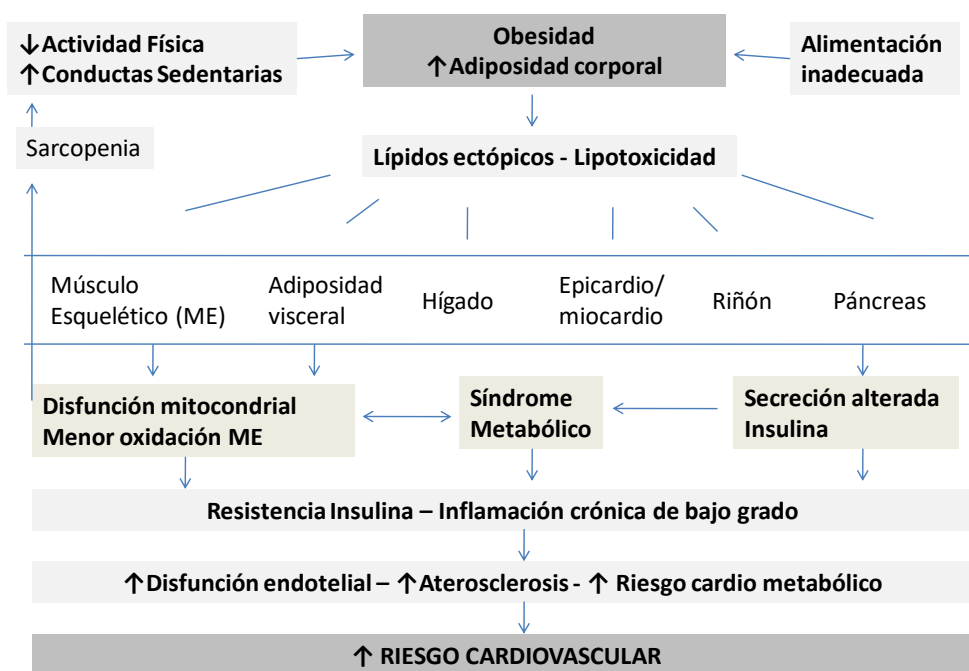 ↓Actividad Física
↑Conductas Sedentarias
Obesidad
↑Adiposidad corporal
Alimentación
inadecuada
Sarcopenia
Lípidos ectópicos - Lipotoxicidad
Músculo
Esquelético (ME)
Adiposidad
visceral
Hígado
Epicardio/
miocardio
Riñón
Páncreas
Disfunción mitocondrial
Menor oxidación ME
Síndrome
Metabólico
Secreción alterada
Insulina
Resistencia Insulina – Inflamación crónica de bajo grado
↑Disfunción endotelial – ↑Aterosclerosis - ↑ Riesgo cardio metabólico
↑ RIESGO CARDIOVASCULAR